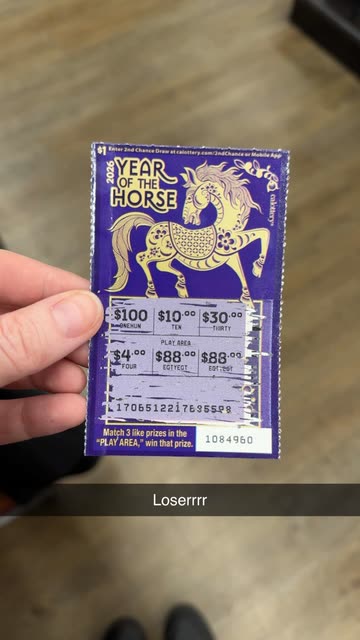 $1 Enter 2nd Chance Draw at calottery.com/2ndChance or Mobile App
2026
YEAR
OF THE
HORSE
calottery
$100 $10.00 $30.00
ONEHUN TEN THIRTY
PLAY AREA
$4.00 $88.00 $88.00
FOUR EGTYEGT
Match 3 like prizes in the
"PLAY AREA," win that prize.
1084960
Loserrrr